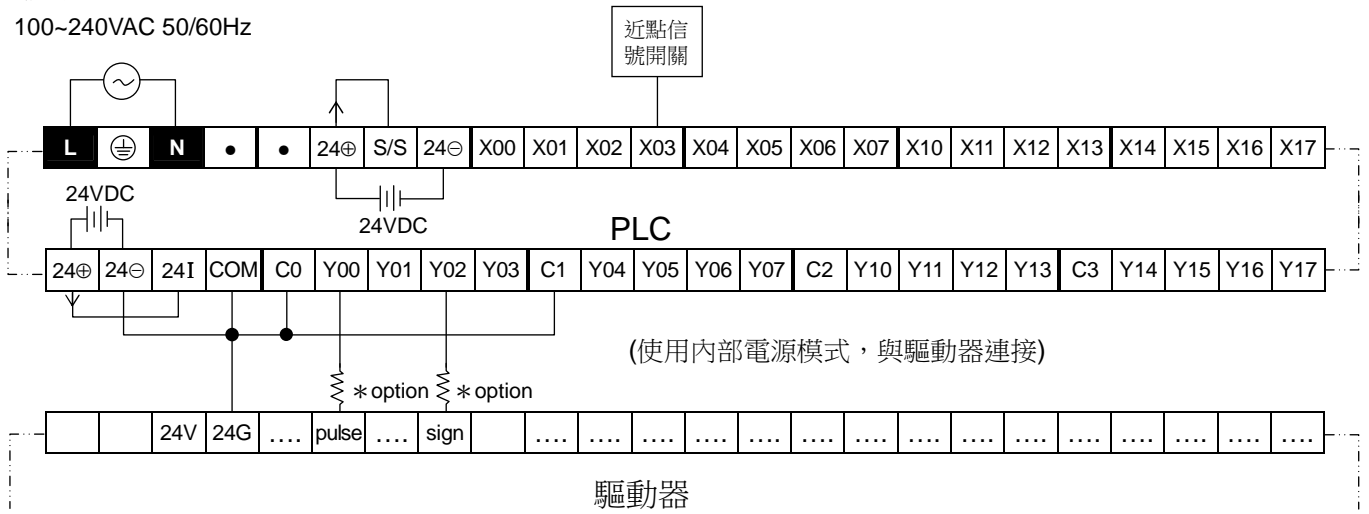 100~240VAC 50/60Hz
近點信
號開關
L N • • 24⊕ S/S 24⊖ X00 X01 X02 X03 X04 X05 X06 X07 X10 X11 X12 X13 X14 X15 X16 X17
24VDC
24VDC
PLC
24⊕ 24⊖ 24I COM C0 Y00 Y01 Y02 Y03 C1 Y04 Y05 Y06 Y07 C2 Y10 Y11 Y12 Y13 C3 Y14 Y15 Y16 Y17
(使用內部電源模式，與驅動器連接)
＊option ＊option
24V 24G .... pulse .... sign .... .... .... .... .... .... .... .... .... .... .... .... .... .... ....
驅動器